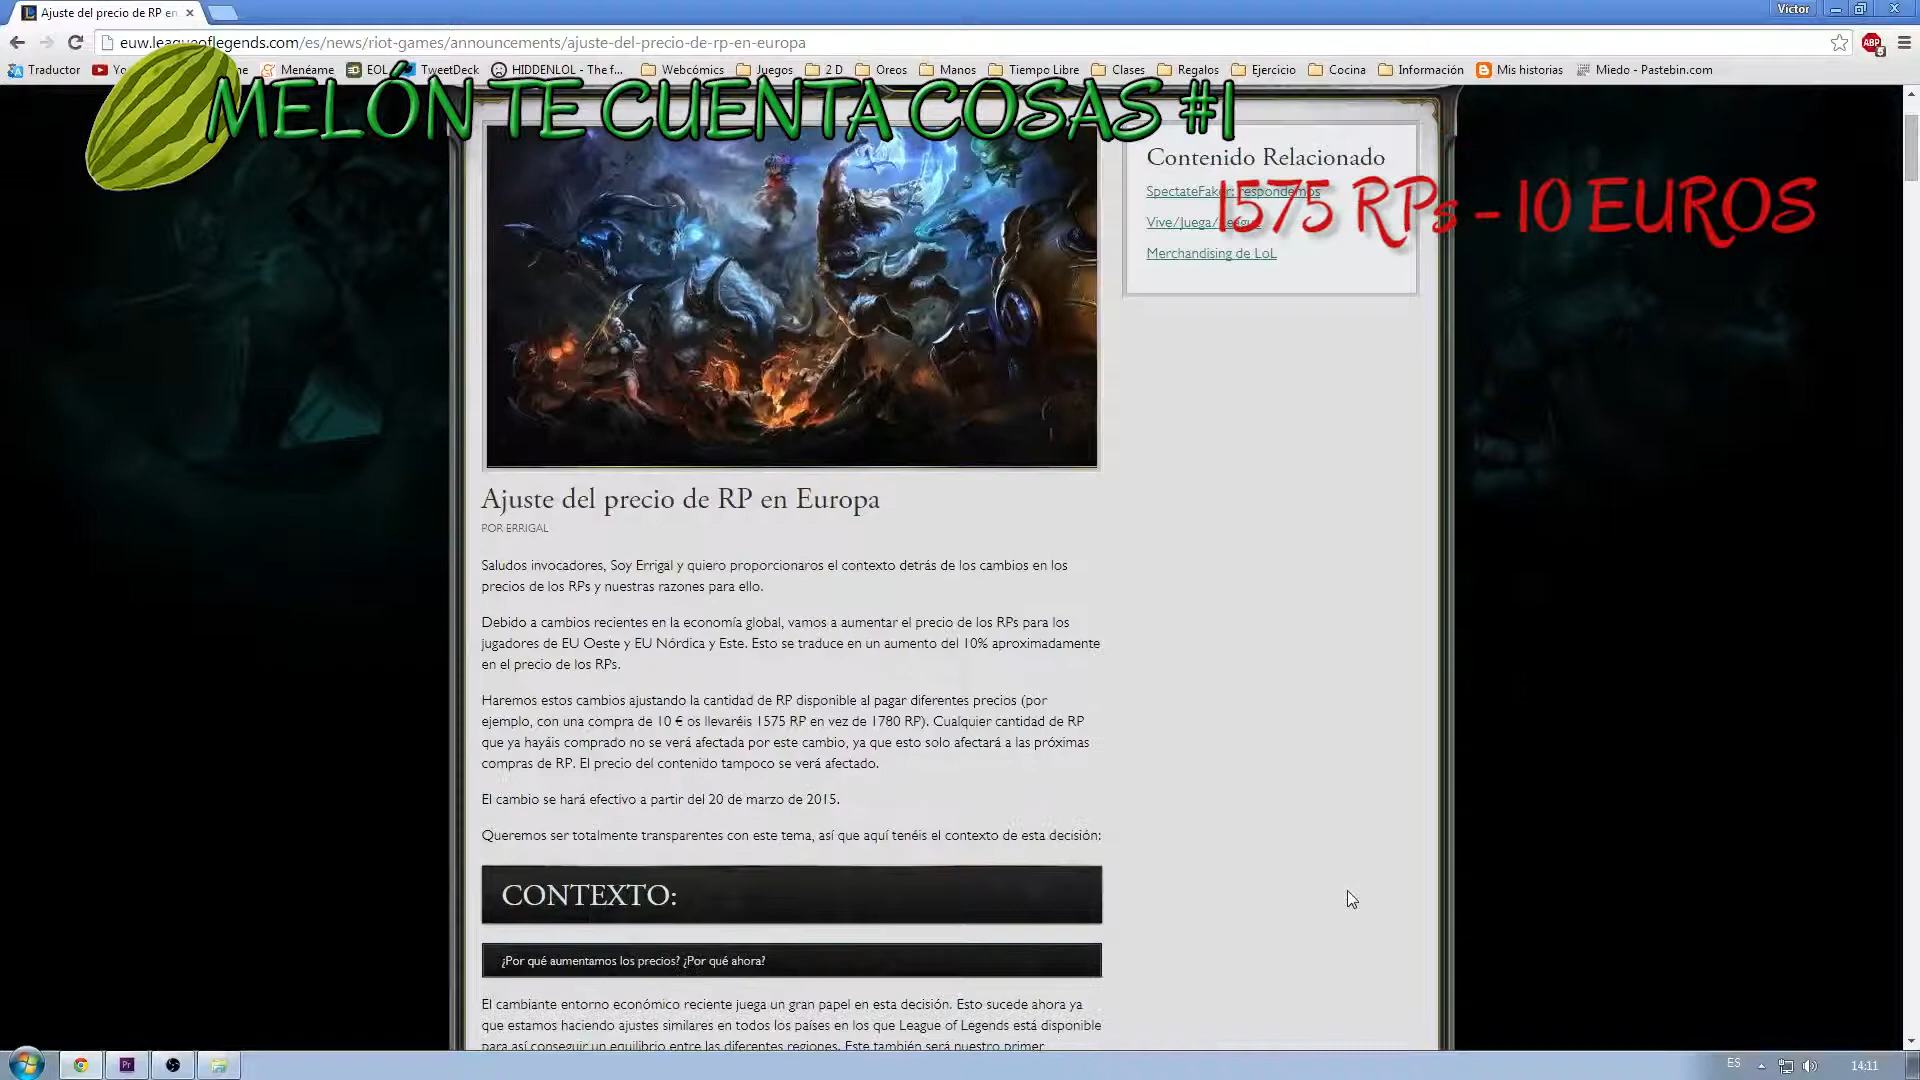 Ajuste del precio de RP en
Victor
euw.leagueoflegends.com/es/news/riot-games/announcements/ajuste-del-precio-de-rp-en-europa
ABP
5
Traductor
Menéame
EOL
TweetDeck
HIDDENLOL - The f...
Webcómics
Juegos
2 D
Oreos
Manos
Tiempo Libre
Clases
Regalos
Ejercicio
Cocina
Información
Mis historias
Miedo - Pastebin.com
MELÓN TE CUENTA COSAS #1
Contenido Relacionado
SpectateFaker: respondemos
1575 RPs - 10 EUROS
Vive/Juega/
Merchandising de LoL
Ajuste del precio de RP en Europa
POR ERRIGAL
Saludos invocadores, Soy Errigal y quiero proporcionaros el contexto detrás de los cambios en los
precios de los RPs y nuestras razones para ello.
Debido a cambios recientes en la economía global, vamos a aumentar el precio de los RPs para los
jugadores de EU Oeste y EU Nórdica y Este. Esto se traduce en un aumento del 10% aproximadamente
en el precio de los RPs.
Haremos estos cambios ajustando la cantidad de RP disponible al pagar diferentes precios (por
ejemplo, con una compra de 10 € os llevaréis 1575 RP en vez de 1780 RP). Cualquier cantidad de RP
que ya hayáis comprado no se verá afectada por este cambio, ya que esto solo afectará a las próximas
compras de RP. El precio del contenido tampoco se verá afectado.
El cambio se hará efectivo a partir del 20 de marzo de 2015.
Queremos ser totalmente transparentes con este tema, así que aquí tenéis el contexto de esta decisión:
CONTEXTO:
¿Por qué aumentamos los precios? ¿Por qué ahora?
El cambiante entorno económico reciente juega un gran papel en esta decisión. Esto sucede ahora ya
que estamos haciendo ajustes similares en todos los países en los que League of Legends está disponible
para así conseguir un equilibrio entre las diferentes regiones. Este también será nuestro primer
Pr
ES
14:11